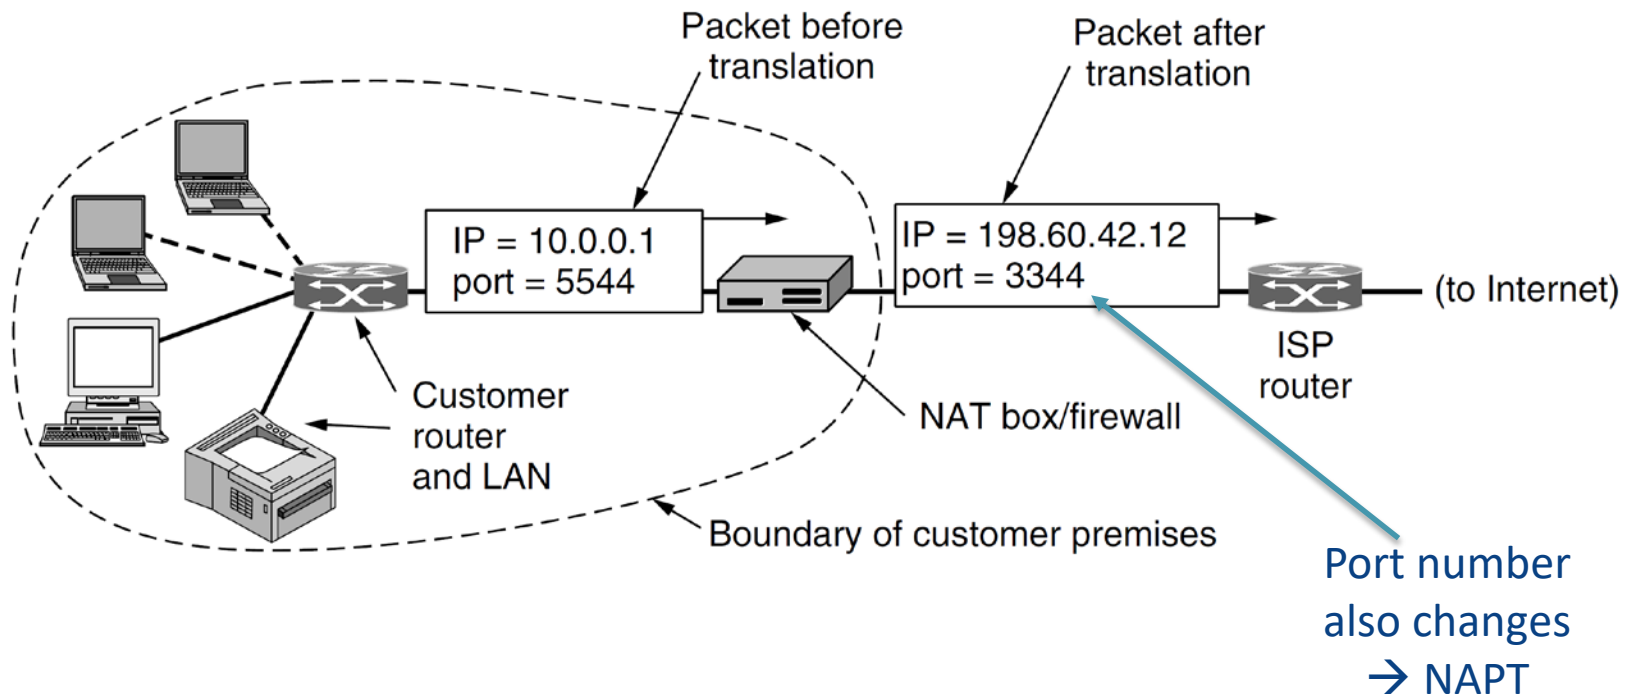 Packet before
translation
Packet after
translation
IP = 10.0.0.1
port = 5544
IP = 198.60.42.12
port = 3344
(to Internet)
ISP
router
Customer
router
and LAN
NAT box/firewall
Boundary of customer premises
Port number
also changes
→ NAPT